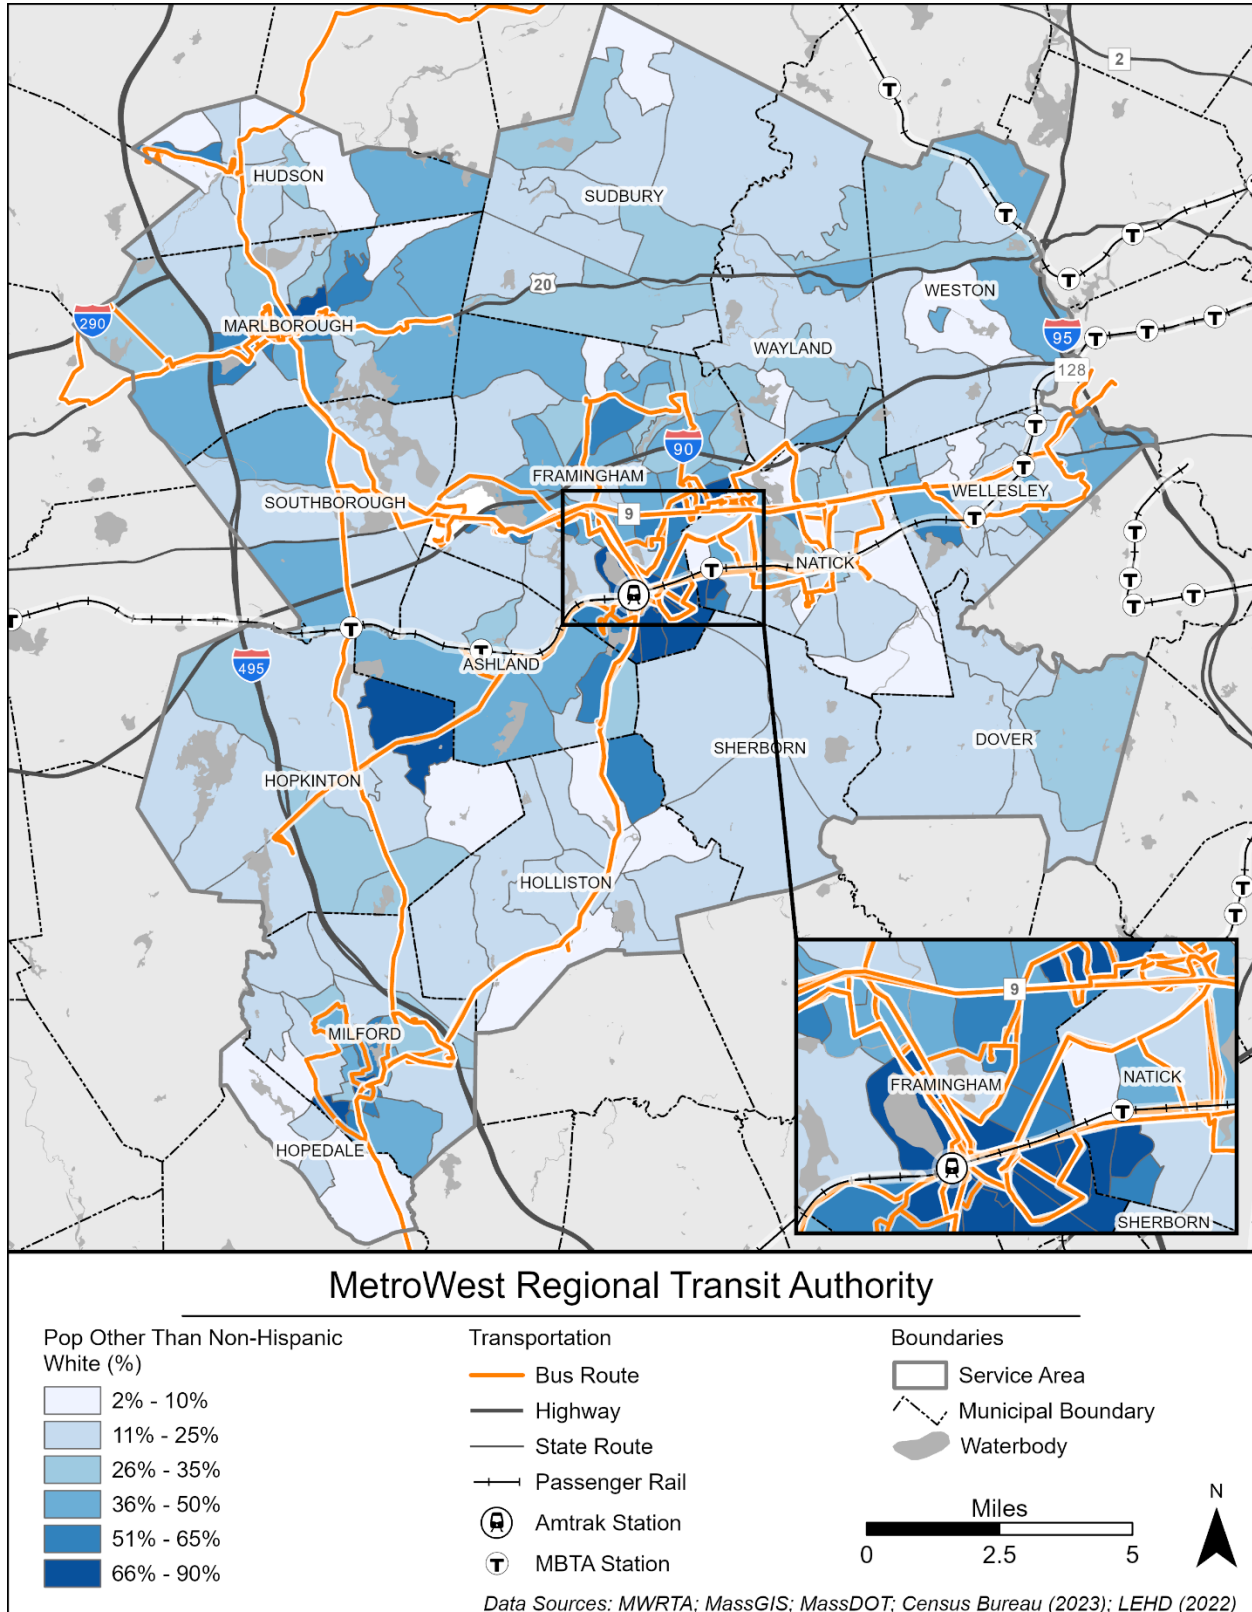 2
HUDSON
SUDBURY
20
WESTON
290
MARLBOROUGH
95
WAYLAND
128
90
FRAMINGHAM
WELLESLEY
SOUTHBOROUGH
9
NATICK
T
495
ASHLAND
SHERBORN
DOVER
HOPKINTON
HOLLISTON
MILFORD
HOPEDALE
9
FRAMINGHAM
NATICK
T
SHERBORN
MetroWest Regional Transit Authority
Pop Other Than Non-Hispanic
White (%)
2% - 10%
11% - 25%
26% - 35%
36% - 50%
51% - 65%
66% - 90%
Transportation
Bus Route
Highway
State Route
Passenger Rail
Amtrak Station
T MBTA Station
Boundaries
Service Area
Municipal Boundary
Waterbody
Miles
0 2.5 5
N
Data Sources: MWRTA; MassGIS; MassDOT; Census Bureau (2023); LEHD (2022)